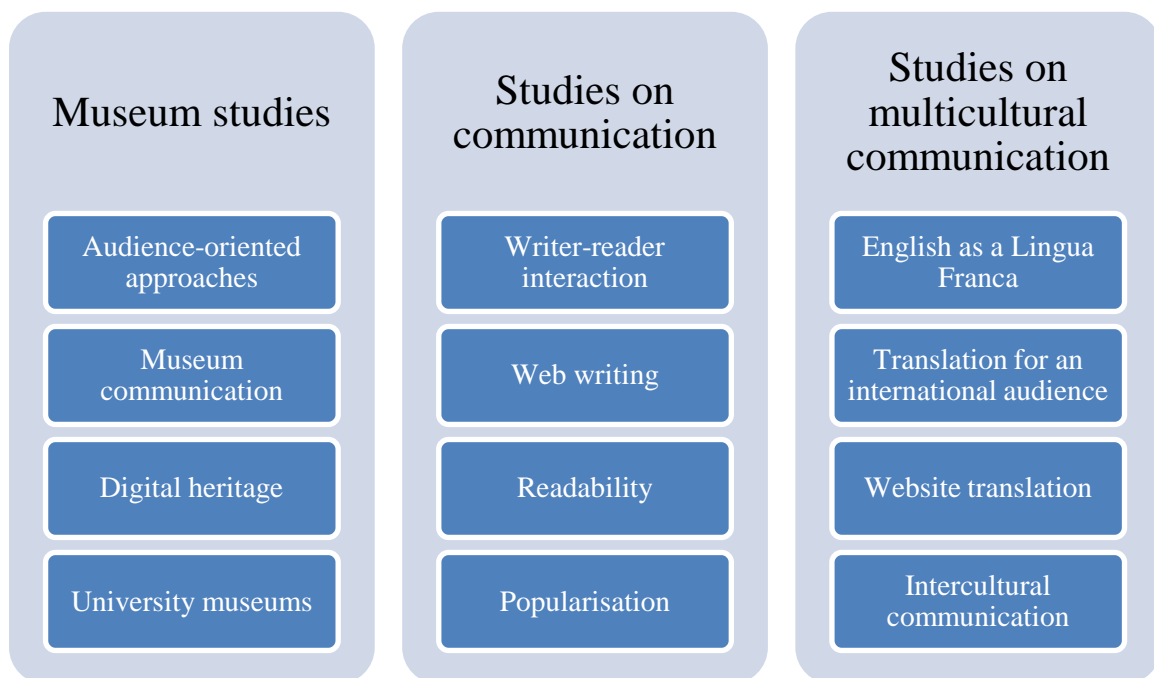 Museum studies
Audience-oriented
approaches
Museum
communication
Digital heritage
University museums
Studies on
communication
Writer-reader
interaction
Web writing
Readability
Popularisation
Studies on
multicultural
communication
English as a Lingua
Franca
Translation for an
international audience
Website translation
Intercultural
communication